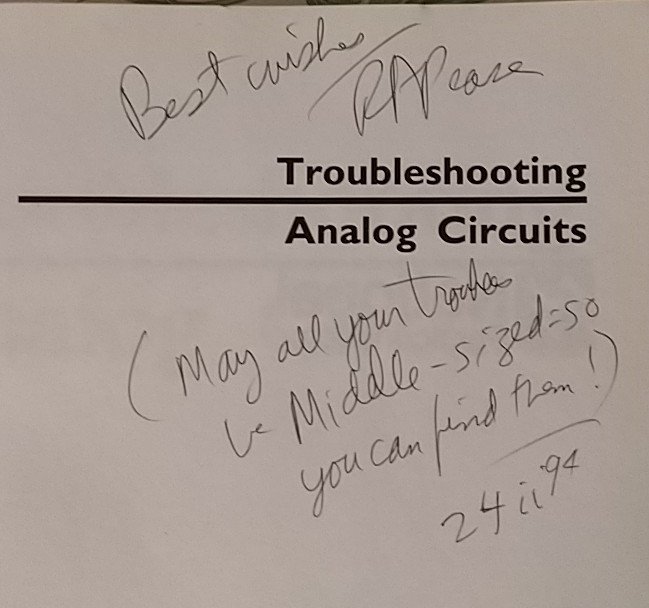 Best wishes
/ RAPease
Troubleshooting
Analog Circuits
(May all your troubles
be Middle-sized=so
you can find them!)
24 ii 94